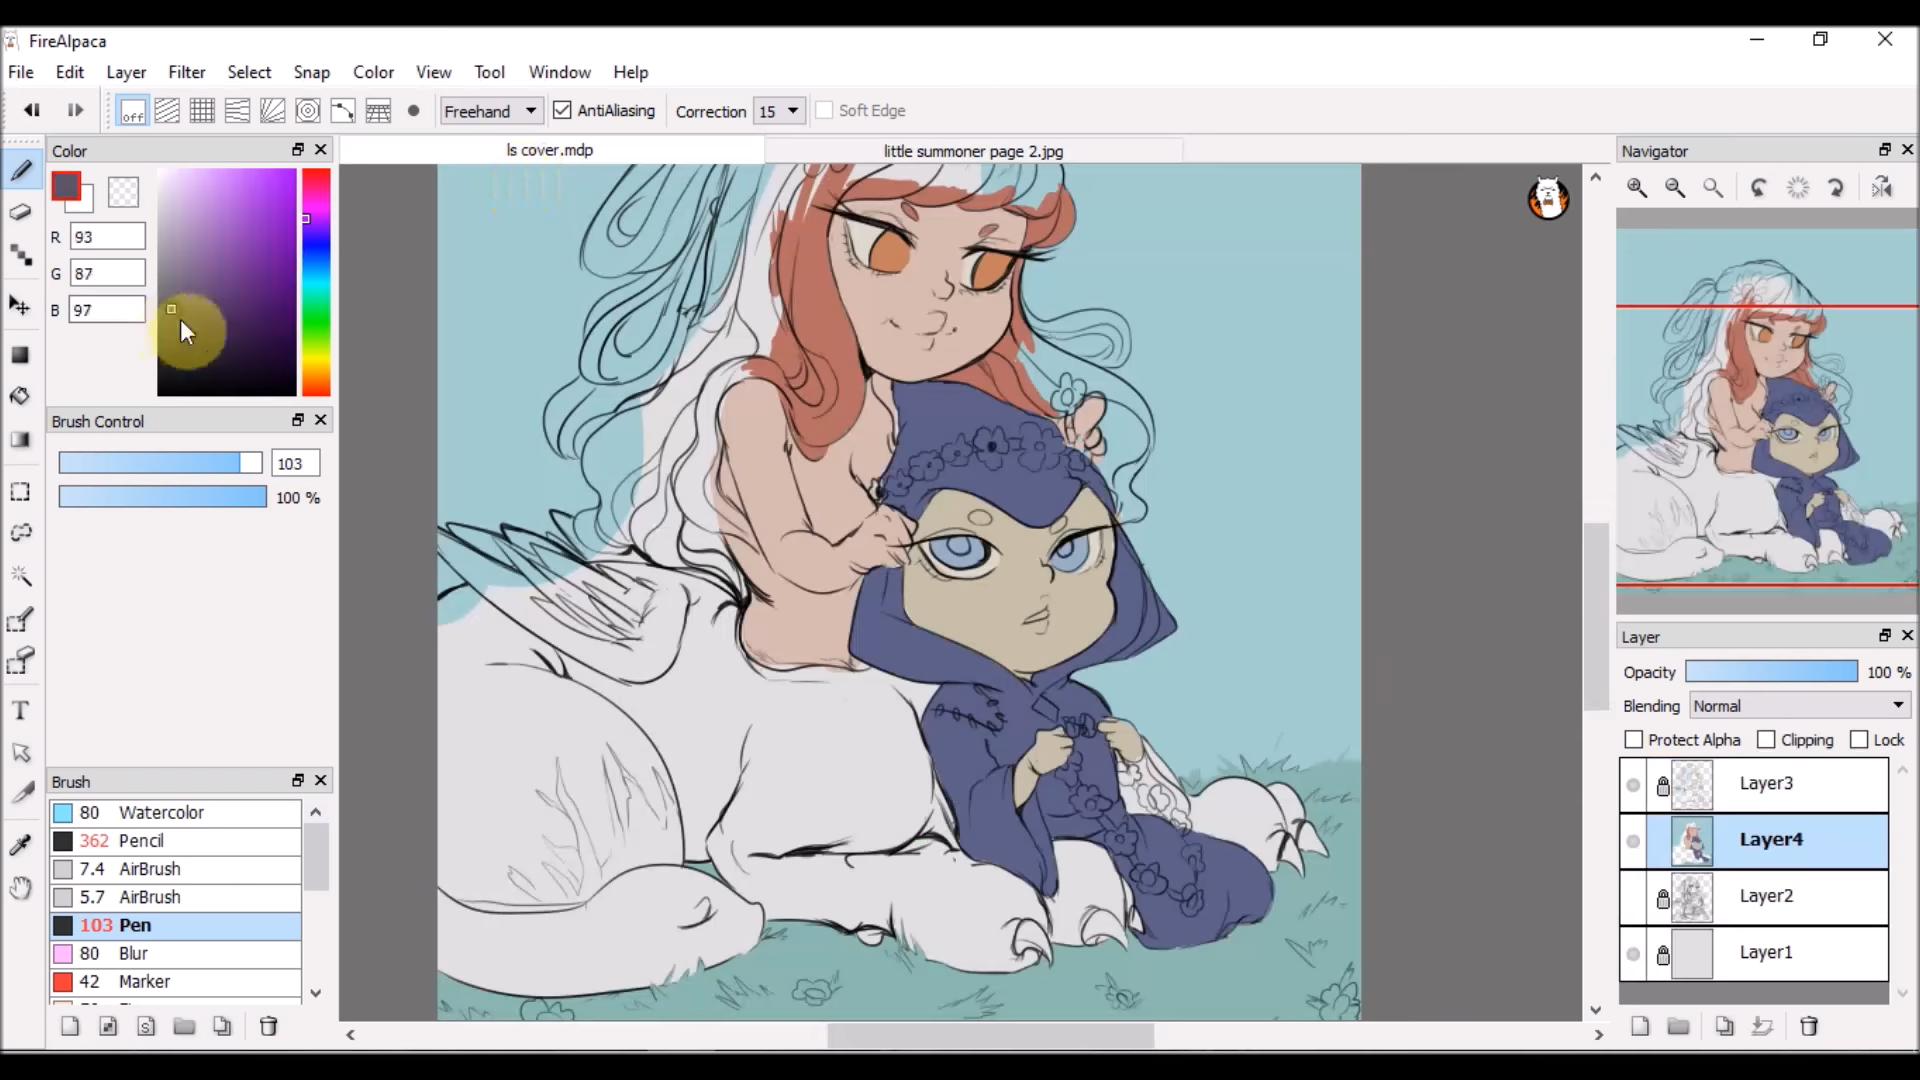 FireAlpaca
File Edit Layer Filter Select Snap Color View Tool Window Help
off Freehand AntiAliasing Correction 15 Soft Edge
Color
ls cover.mdp
little summoner page 2.jpg
Navigator
R 93
G 87
B 97
Brush Control
103
100 %
Layer
Opacity 100 %
Blending Normal
Protect Alpha Clipping Lock
Brush
80 Watercolor
362 Pencil
7.4 AirBrush
5.7 AirBrush
103 Pen
80 Blur
42 Marker
Layer3
Layer4
Layer2
Layer1